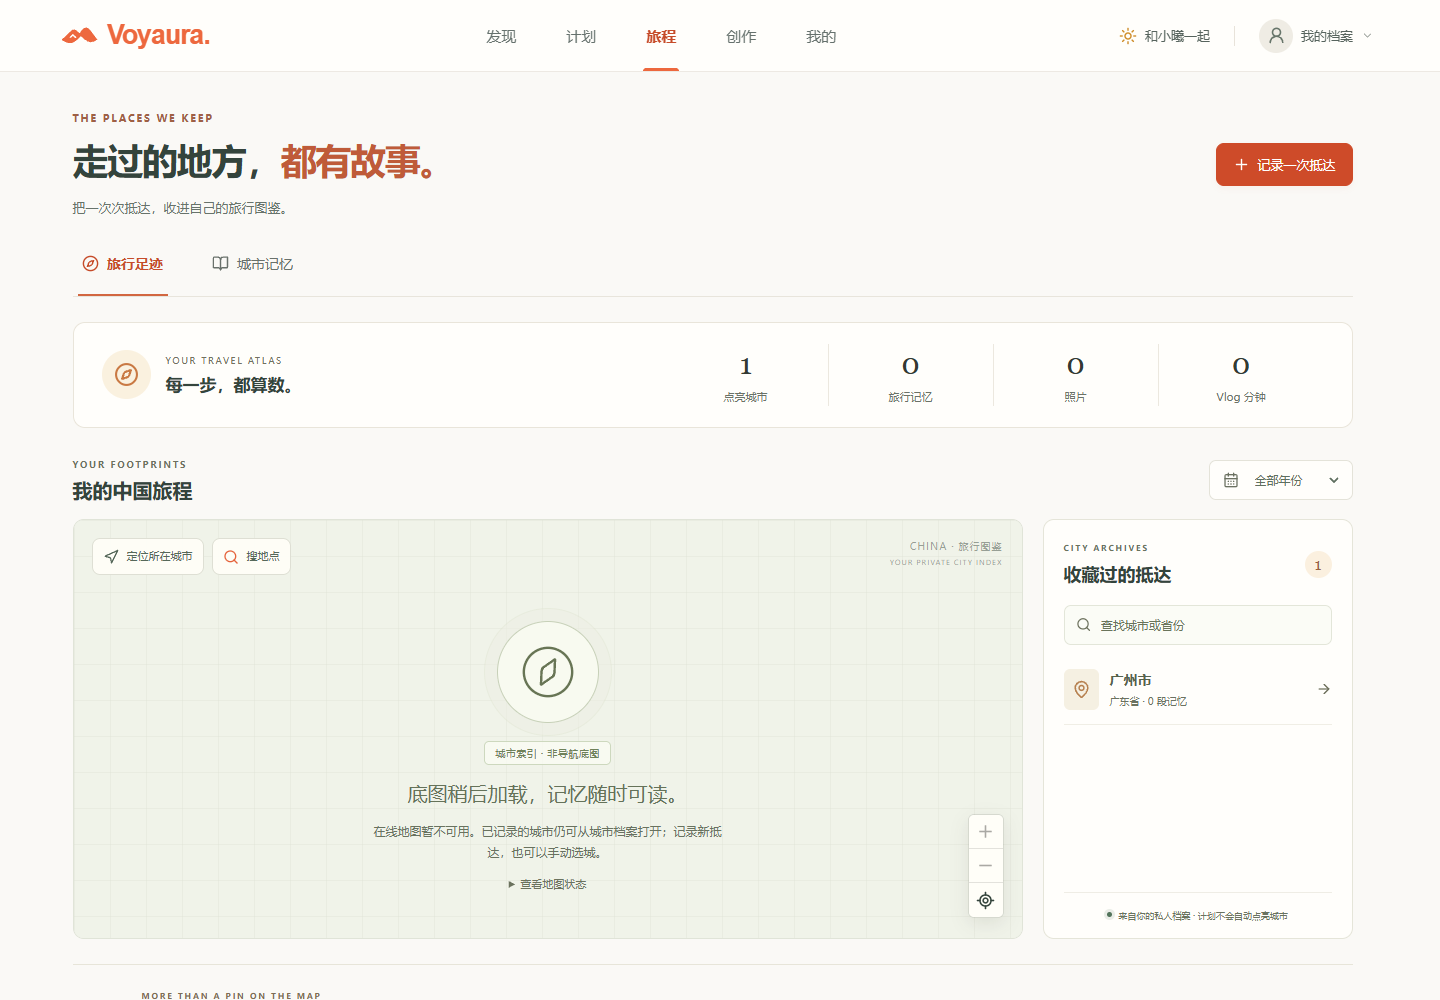 Voyaura.
发现
计划
旅程
创作
我的
和小曦一起
我的档案
THE PLACES WE KEEP
走过的地方，都有故事。
把一次次抵达，收进自己的旅行图鉴。
记录一次抵达
旅行足迹
城市记忆
YOUR TRAVEL ATLAS
每一步，都算数。
1
点亮城市
0
旅行记忆
0
照片
0
Vlog 分钟
YOUR FOOTPRINTS
我的中国旅程
全部年份
定位所在城市
搜地点
CHINA · 旅行图鉴
YOUR PRIVATE CITY INDEX
城市索引 · 非导航底图
底图稍后加载，记忆随时可读。
在线地图暂不可用。已记录的城市仍可从城市档案打开；记录新抵
达，也可以手动选城。
查看地图状态
CITY ARCHIVES
收藏过的抵达
1
查找城市或省份
广州市
广东省 · 0 段记忆
来自你的私人档案 · 计划不会自动点亮城市
MORE THAN A PIN ON THE MAP